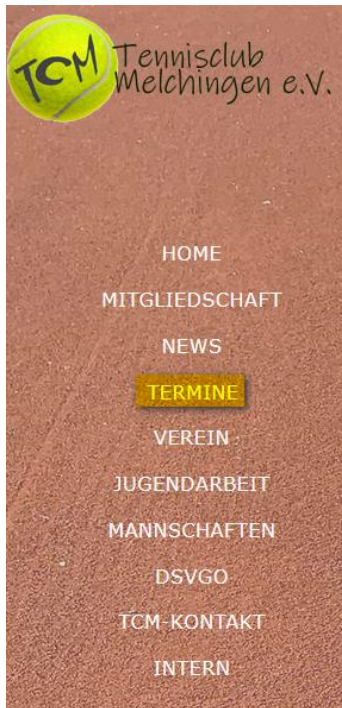 TCM
Tennisclub
Melchingen e.V.
HOME
MITGLIEDSCHAFT
NEWS
TERMINE
VEREIN
JUGENDARBEIT
MANNSCHAFTEN
DSVGO
TCM-KONTAKT
INTERN